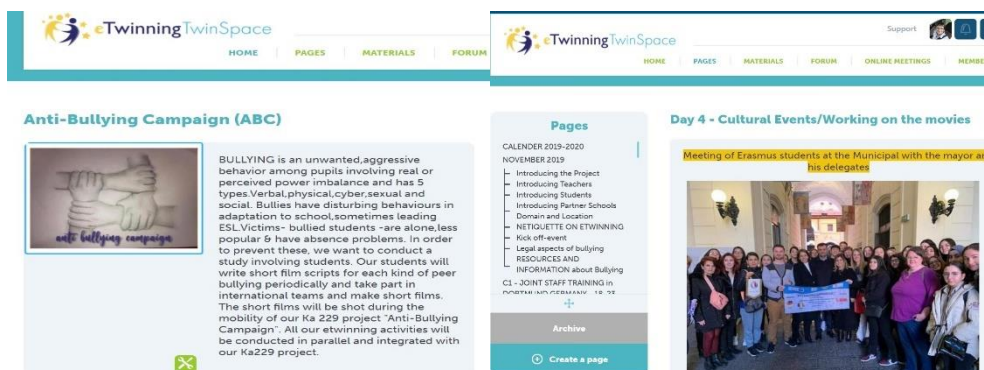 eTwinningTwinSpace
HOME PAGES MATERIALS FORUM
Anti-Bullying Campaign (ABC)
anti bullying campaign
BULLYING is an unwanted,aggressive
behavior among pupils involving real or
perceived power imbalance and has 5
types.Verbal,physical,cyber,sexual and
social. Bullies have disturbing behaviours in
adaptation to school,sometimes leading
ESL.Victims- bullied students -are alone,less
popular & have absence problems. In order
to prevent these, we want to conduct a
study involving students. Our students will
write short film scripts for each kind of peer
bullying periodically and take part in
international teams and make short films.
The short films will be shot during the
mobility of our Ka 229 project "Anti-Bullying
Campaign". All our etwinning activities will
be conducted in parallel and integrated with
our Ka229 project.
Support
eTwinningTwinSpace
HOME PAGES MATERIALS FORUM ONLINE MEETINGS MEMBE
Pages
CALENDER 2019-2020
NOVEMBER 2019
Introducing the Project
Introducing Teachers
Introducing Students
Introducing Partner Schools
Domain and Location
NETIQUETTE ON ETWINNING
Kick off-event
Legal aspects of bullying
RESOURCES AND
INFORMATION about Bullying
C1 - JOINT STAFF TRAINING in
DORTMUND GERMANY 18-23
Archive
Create a page
Day 4 - Cultural Events/Working on the movies
Meeting of Erasmus students at the Municipal with the mayor an
his delegates